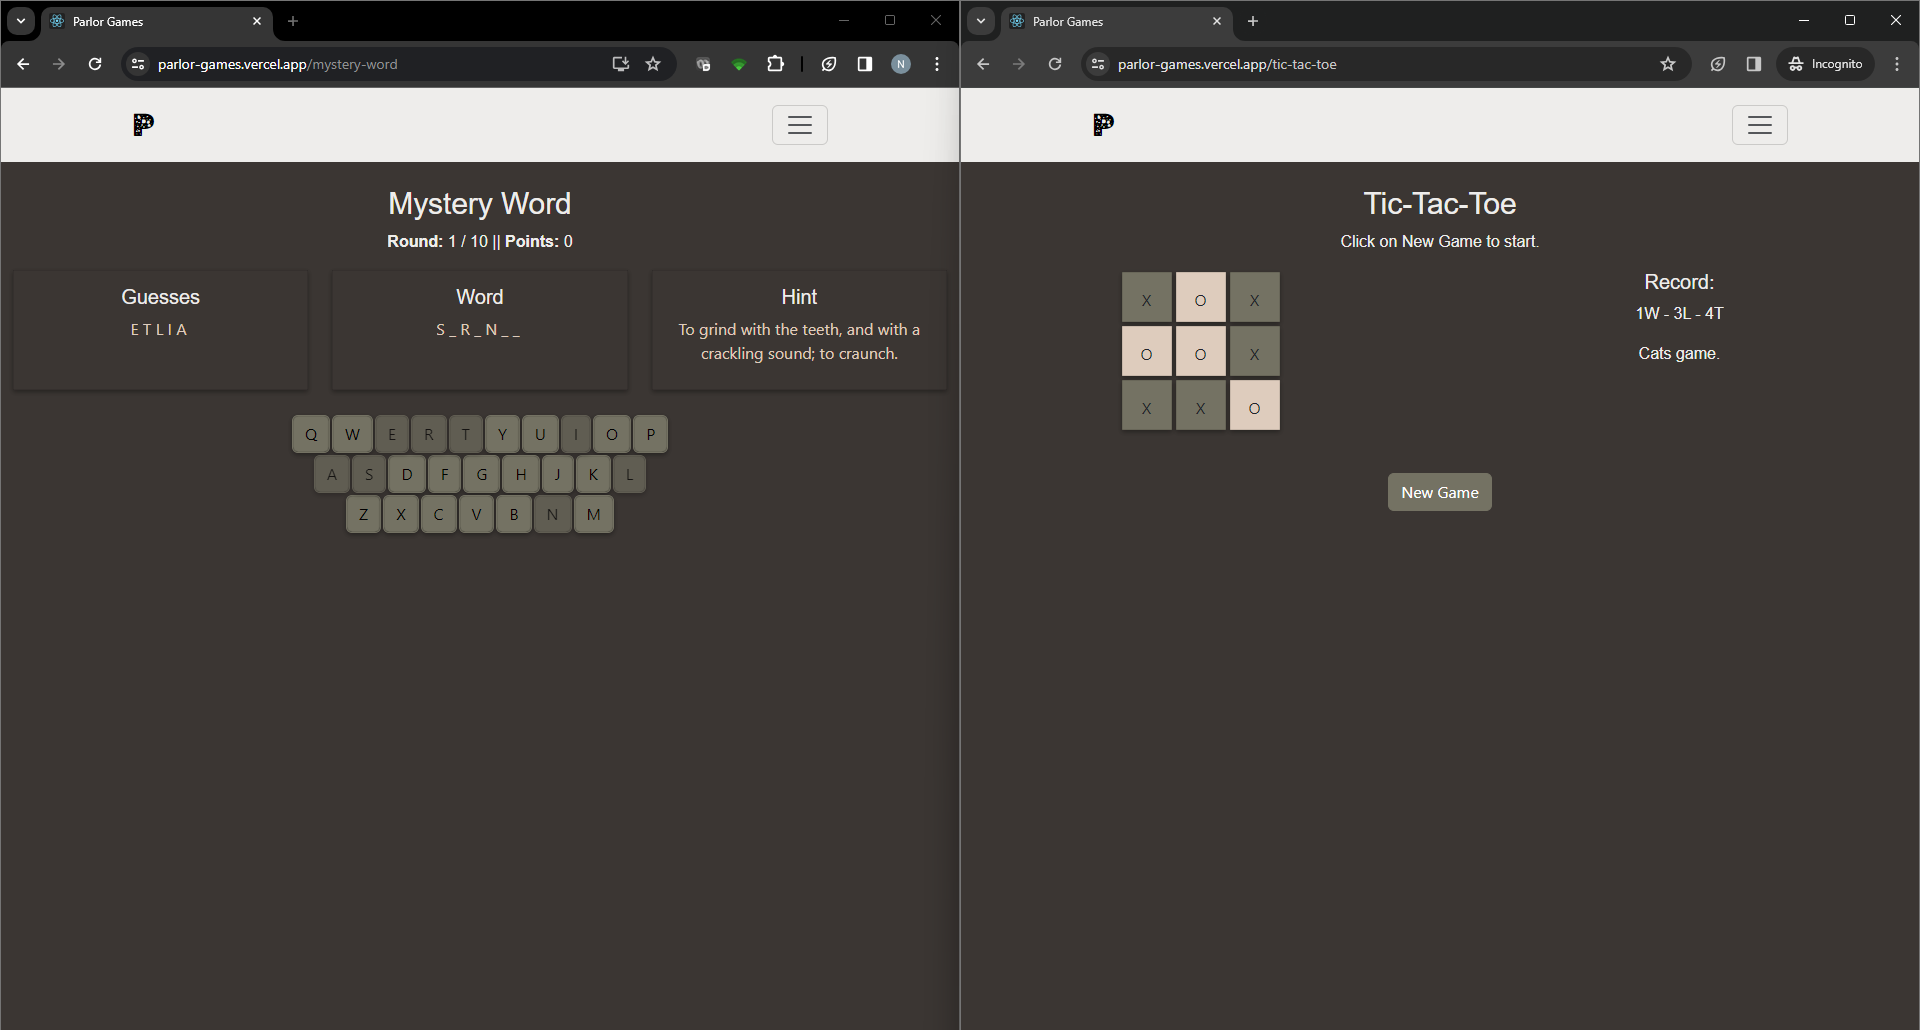 Parlor Games
parlor-games.vercel.app/mystery-word
N
P
Mystery Word
Round: 1 / 10 || Points: 0
Guesses
E T L I A
Word
S _ R _ N _ _
Hint
To grind with the teeth, and with a
crackling sound; to craunch.
Q W E R T Y U I O P
A S D F G H J K L
Z X C V B N M
Parlor Games
parlor-games.vercel.app/tic-tac-toe
Incognito
P
Tic-Tac-Toe
Click on New Game to start.
X O X
O O X
X X O
Record:
1W - 3L - 4T
Cats game.
New Game